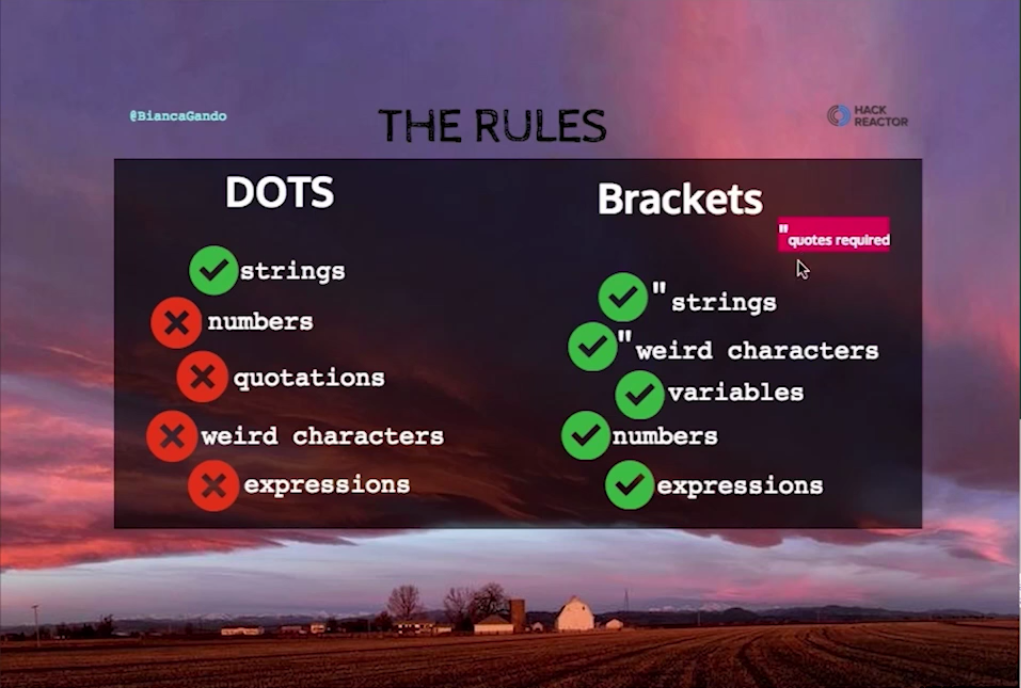 @BiancaGando
THE RULES
HACK
REACTOR
DOTS
strings
numbers
quotations
weird characters
expressions
Brackets
" quotes required
" strings
" weird characters
variables
numbers
expressions